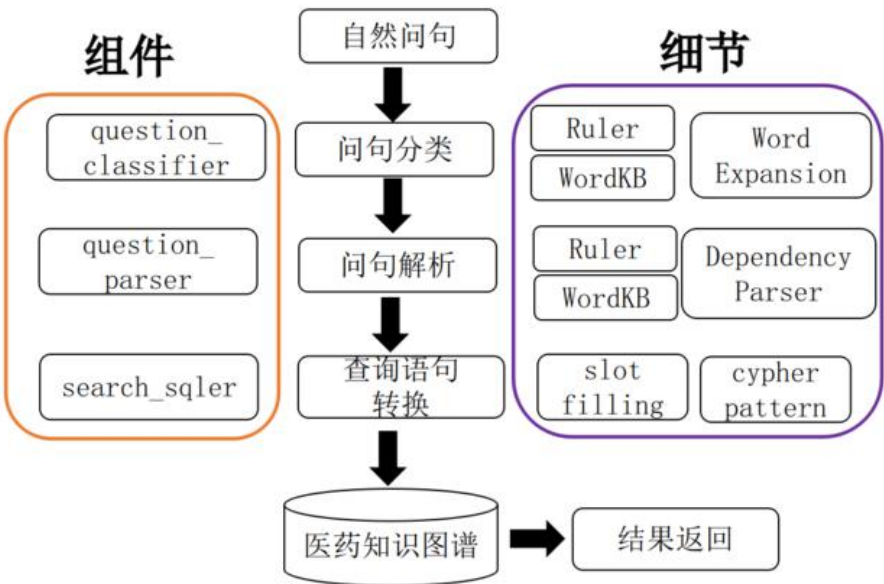 组件
自然问句
细节
question_
classifier
问句分类
Ruler
WordKB
Word
Expansion
question_
parser
问句解析
Ruler
WordKB
Dependency
Parser
search_sqler
查询语句
转换
slot
filling
cypher
pattern
医药知识图谱
结果返回